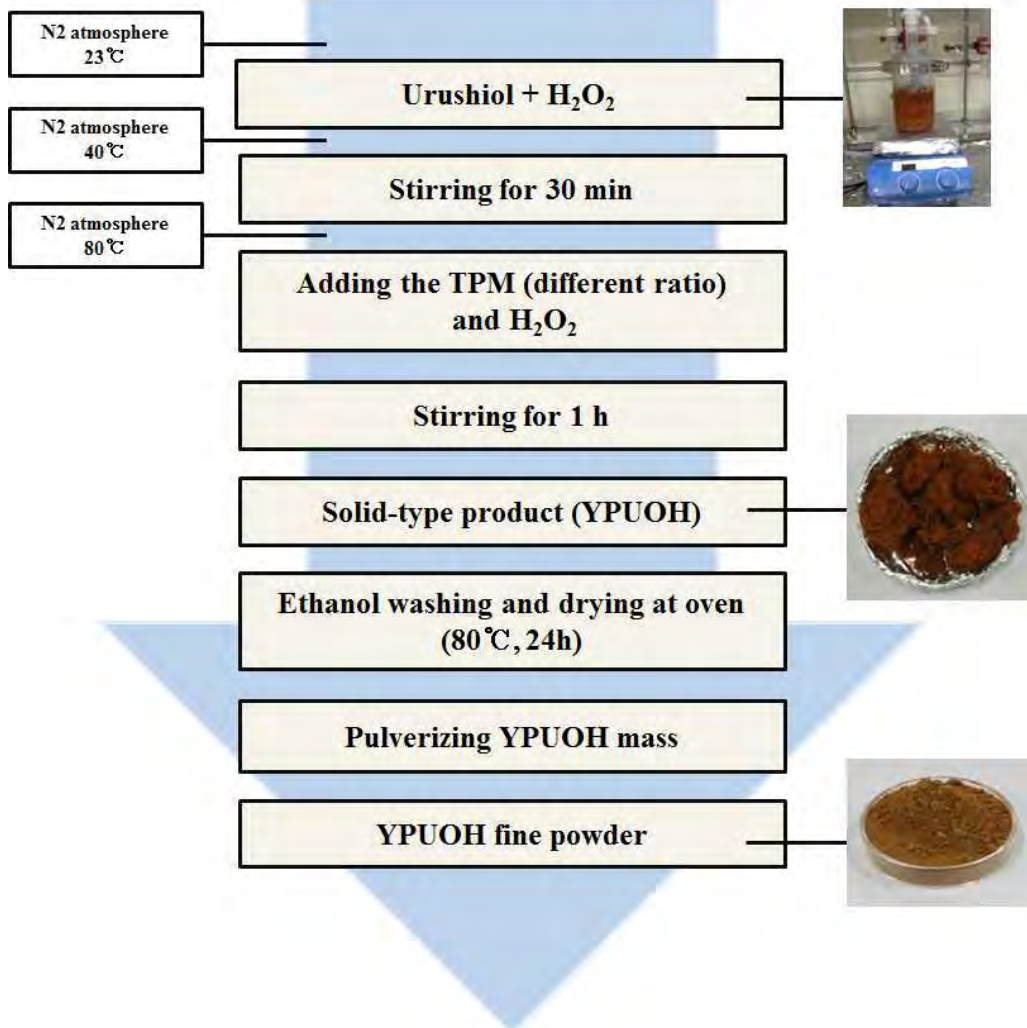 N2 atmosphere
23℃
Urushiol + H₂O₂
N2 atmosphere
40℃
Stirring for 30 min
N2 atmosphere
80℃
Adding the TPM (different ratio)
and H₂O₂
Stirring for 1 h
Solid-type product (YPUOH)
Ethanol washing and drying at oven
(80℃, 24h)
Pulverizing YPUOH mass
YPUOH fine powder